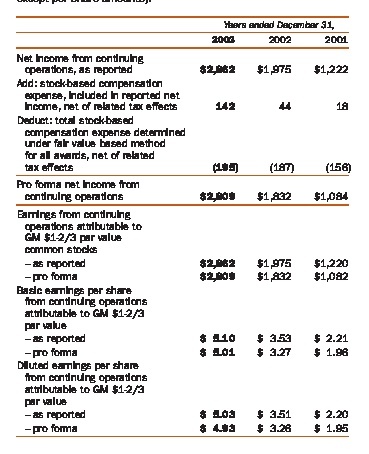 except per share amounts):
Years ended December 31,
2003 2002 2001
Net income from continuing
operations, as reported $2,862 $1,975 $1,222
Add: stock-based compensation
expense, included in reported net
income, net of related tax effects 142 44 18
Deduct: total stock-based
compensation expense determined
under fair value based method
for all awards, net of related
tax effects (195) (187) (156)
Pro forma net income from
continuing operations $2,809 $1,832 $1,084
Earnings from continuing
operations attributable to
GM $1-2/3 par value
common stocks
– as reported $2,862 $1,975 $1,220
– pro forma $2,809 $1,832 $1,082
Basic earnings per share
from continuing operations
attributable to GM $1-2/3
par value
– as reported $ 5.10 $ 3.53 $ 2.21
– pro forma $ 5.01 $ 3.27 $ 1.96
Diluted earnings per share
from continuing operations
attributable to GM $1-2/3
par value
– as reported $ 5.03 $ 3.51 $ 2.20
– pro forma $ 4.93 $ 3.26 $ 1.95